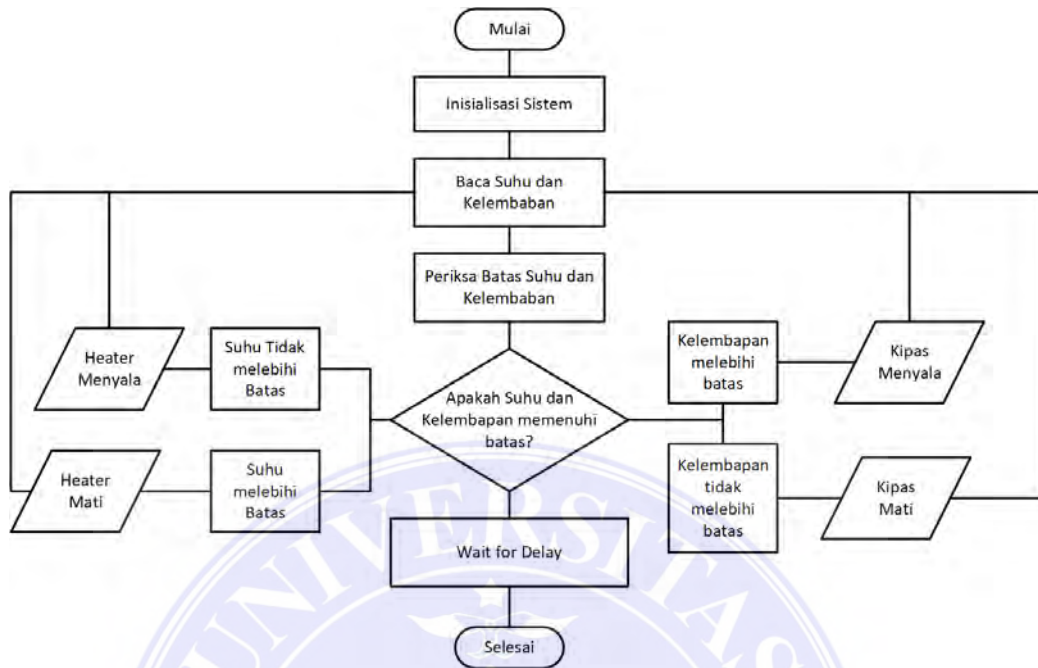 Mulai
Inisialisasi Sistem
Baca Suhu dan
Kelembaban
Periksa Batas Suhu dan
Kelembaban
Heater
Menyala
Suhu Tidak
melebihi
Batas
Apakah Suhu dan
Kelembapan memenuhi
batas?
Kelembapan
melebihi
batas
Kipas
Menyala
Heater
Mati
Suhu
melebihi
Batas
Kelembapan
tidak
melebihi
batas
Kipas
Mati
Wait for Delay
Selesai
UNIVERSITAS